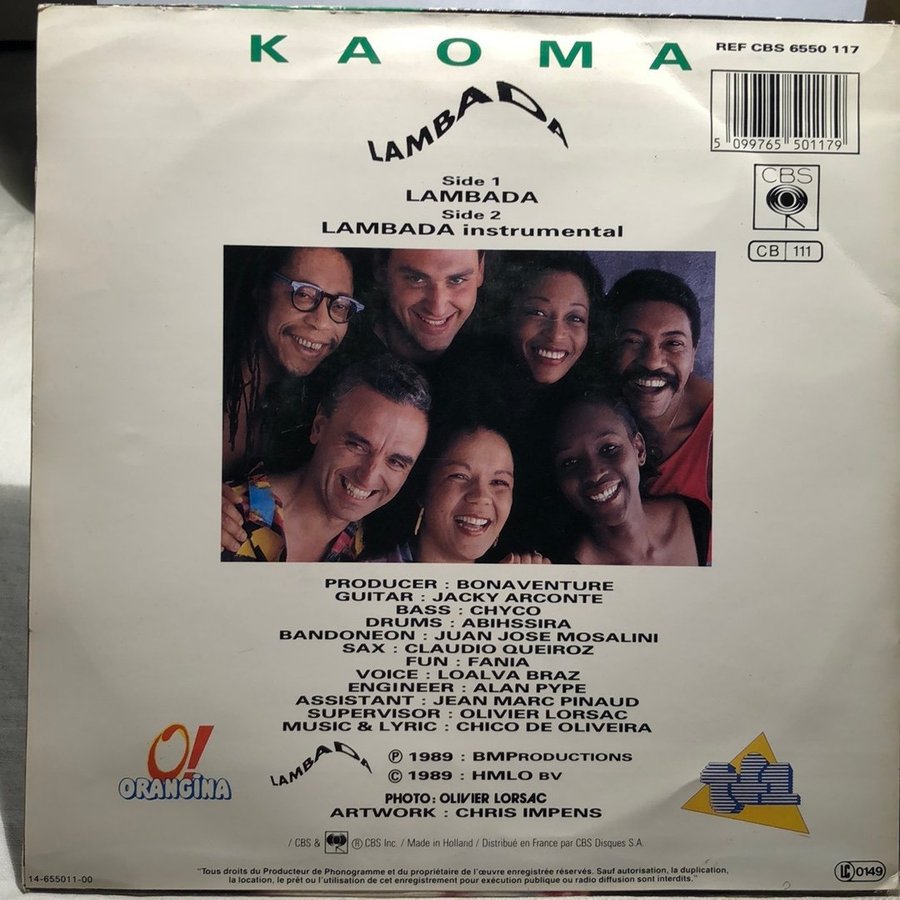 KAOMA
REF CBS 6550 117
LAMBADA
5 099765 501179
Side 1
LAMBADA
Side 2
LAMBADA instrumental
CBS
CB 111
PRODUCER : BONAVENTURE
GUITAR : JACKY ARCONTE
BASS : CHYCO
DRUMS : ABIHSSIRA
BANDONEON : JUAN JOSE MOSALINI
SAX : CLAUDIO QUEIROZ
FUN : FANIA
VOICE : LOALVA BRAZ
ENGINEER : ALAN PYPE
ASSISTANT : JEAN MARC PINAUD
SUPERVISOR : OLIVIER LORSAC
MUSIC & LYRIC : CHICO DE OLIVEIRA
O!
ORANGINA
LAMBADA
℗ 1989 : BMPRODUCTIONS
© 1989 : HMLO BV
PHOTO: OLIVIER LORSAC
ARTWORK : CHRIS IMPENS
tf1
/ CBS & ® CBS Inc. / Made in Holland / Distribué en France par CBS Disques S.A.
14-655011-00
"Tous droits du Producteur de Phonogramme et du propriétaire de l'œuvre enregistrée réservés. Sauf autorisation, la duplication,
la location, le prêt ou l'utilisation de cet enregistrement pour exécution publique ou radio diffusion sont interdits."
LC 0149